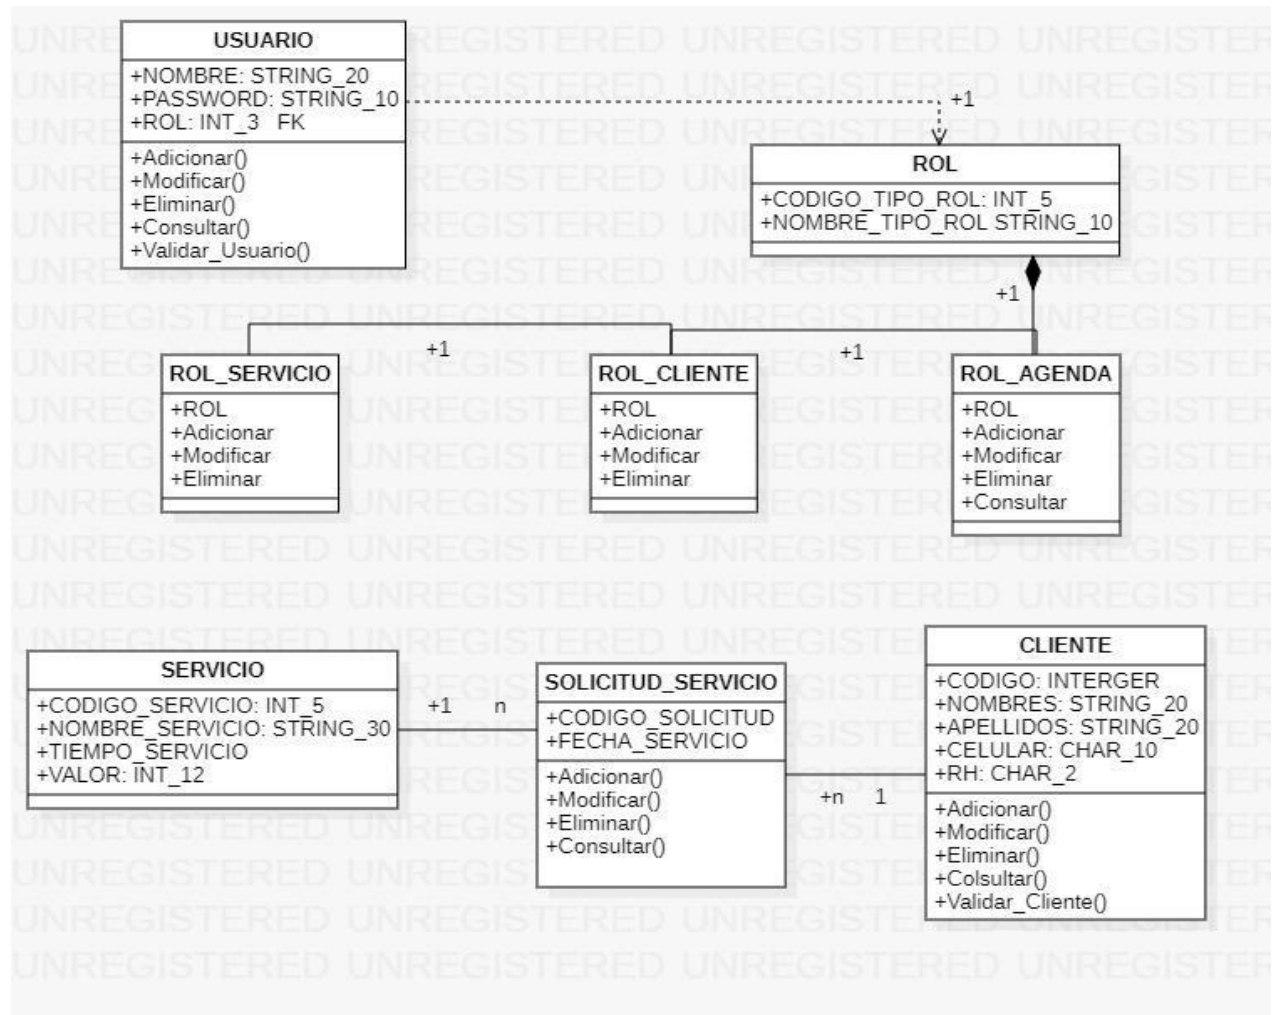 USUARIO
+NOMBRE: STRING_20
+PASSWORD: STRING_10
+ROL: INT_3 FK
+Adicionar()
+Modificar()
+Eliminar()
+Consultar()
+Validar_Usuario()
+1
ROL
+CODIGO_TIPO_ROL: INT_5
+NOMBRE_TIPO_ROL STRING_10
+1
+1
+1
ROL_SERVICIO
+ROL
+Adicionar
+Modificar
+Eliminar
ROL_CLIENTE
+ROL
+Adicionar
+Modificar
+Eliminar
ROL_AGENDA
+ROL
+Adicionar
+Modificar
+Eliminar
+Consultar
SERVICIO
+CODIGO_SERVICIO: INT_5
+NOMBRE_SERVICIO: STRING_30
+TIEMPO_SERVICIO
+VALOR: INT_12
+1 n
SOLICITUD_SERVICIO
+CODIGO_SOLICITUD
+FECHA_SERVICIO
+Adicionar()
+Modificar()
+Eliminar()
+Consultar()
+n 1
CLIENTE
+CODIGO: INTERGER
+NOMBRES: STRING_20
+APELLIDOS: STRING_20
+CELULAR: CHAR_10
+RH: CHAR_2
+Adicionar()
+Modificar()
+Eliminar()
+Colsultar()
+Validar_Cliente()
UNREGISTERED UNREGISTERED UNREGISTERED